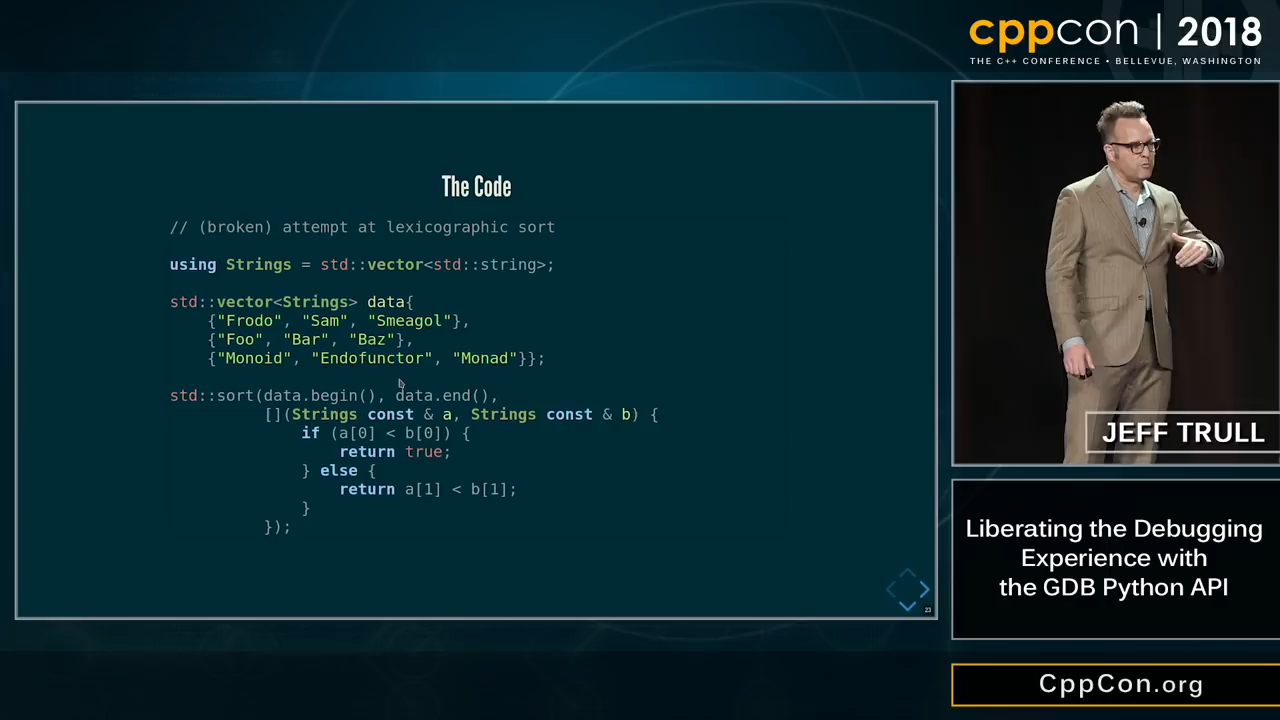 cppcon | 2018
THE C++ CONFERENCE • BELLEVUE, WASHINGTON
The Code
// (broken) attempt at lexicographic sort
using Strings = std::vector<std::string>;
std::vector<Strings> data{
    {"Frodo", "Sam", "Smeagol"},
    {"Foo", "Bar", "Baz"},
    {"Monoid", "Endofunctor", "Monad"}};
std::sort(data.begin(), data.end(),
          [](Strings const & a, Strings const & b) {
              if (a[0] < b[0]) {
                  return true;
              } else {
                  return a[1] < b[1];
              }
          });
23
JEFF TRULL
Liberating the Debugging
Experience with
the GDB Python API
CppCon.org